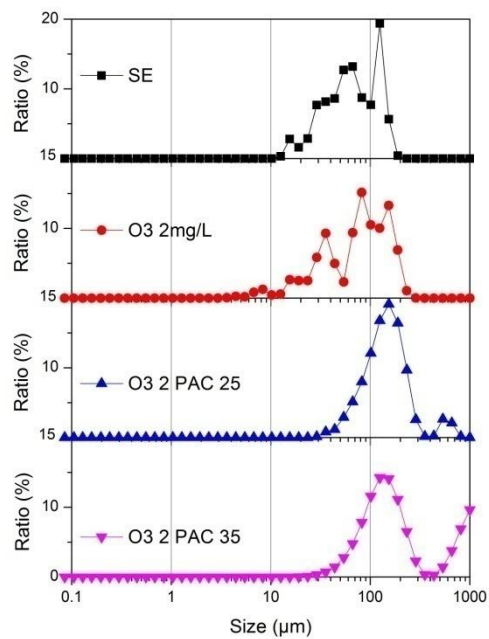 20
Ratio (%)
10
SE
15
Ratio (%)
10
O3 2mg/L
15
Ratio (%)
10
O3 2 PAC 25
15
Ratio (%)
10
O3 2 PAC 35
0
0.1 1 10 100 1000
Size (µm)